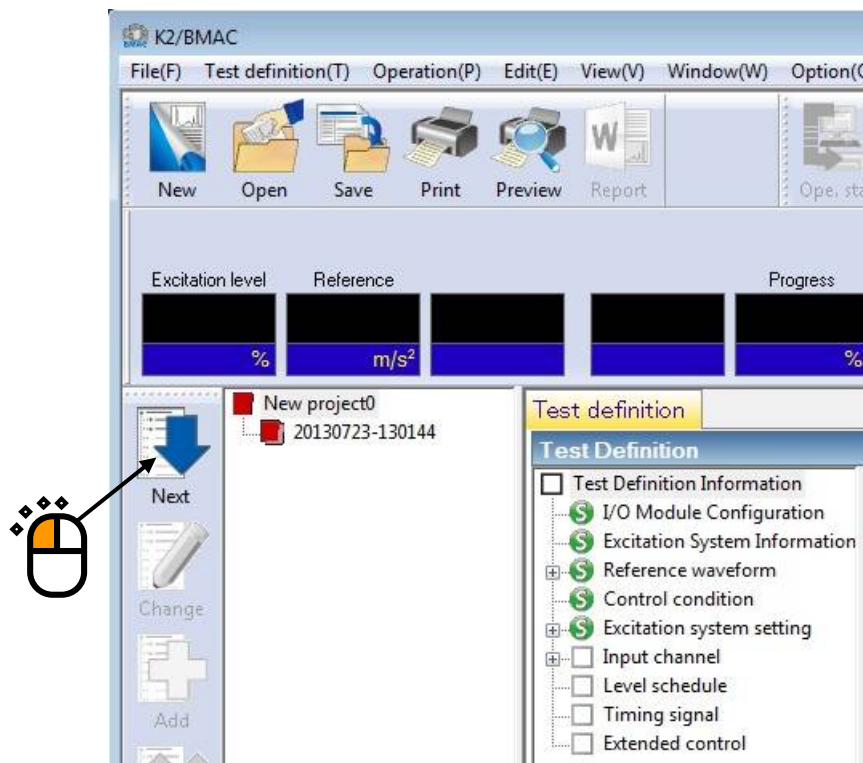 K2/BMAC
File(F) Test definition(T) Operation(P) Edit(E) View(V) Window(W)
New Open Save Print Preview Report
Excitation level Reference Progress
% m/s² %
New project0
20130723-130144
Next
Change
Add
Test definition
Test Definition
Test Definition Information
S I/O Module Configuration
S Excitation System Information
S Reference waveform
S Control condition
S Excitation system setting
Input channel
Level schedule
Timing signal
Extended control